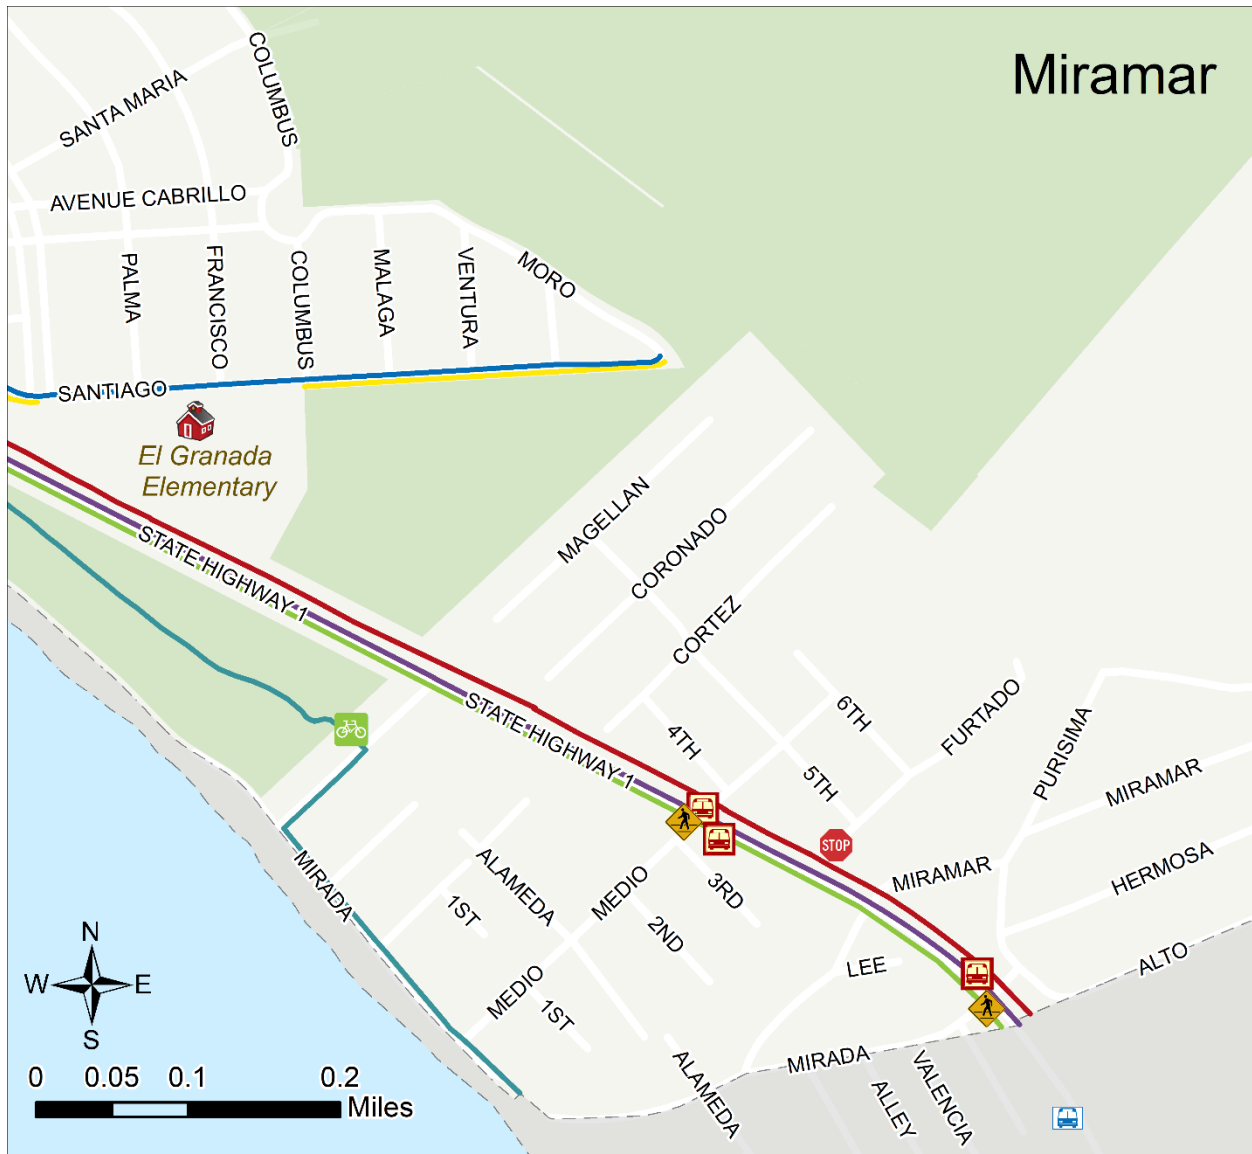 Miramar
COLUMBUS
SANTA MARIA
AVENUE CABRILLO
PALMA
FRANCISCO
COLUMBUS
MALAGA
VENTURA
MORO
SANTIAGO
El Granada
Elementary
STATE HIGHWAY 1
MAGELLAN
CORONADO
CORTEZ
STATE HIGHWAY 1
4TH
6TH
5TH
FURTADO
PURISIMA
MIRAMAR
STOP
MIRAMAR
HERMOSA
MIRADA
ALAMEDA
1ST
MEDIO
3RD
2ND
LEE
ALTO
MEDIO
1ST
MIRADA
ALAMEDA
ALLEY
VALENCIA
N
W
E
S
0 0.05 0.1 0.2
Miles